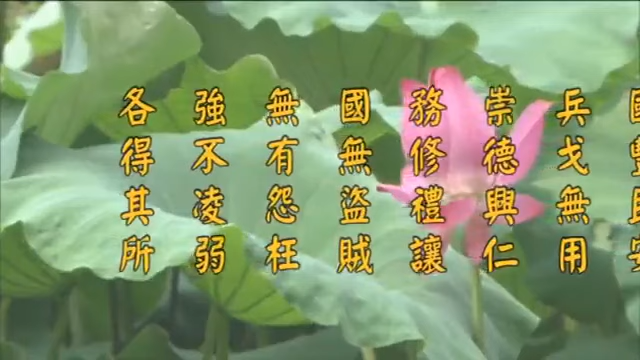 兵戈無用
崇德興仁
務修禮讓
國無盜賊
無有怨枉
強不凌弱
各得其所